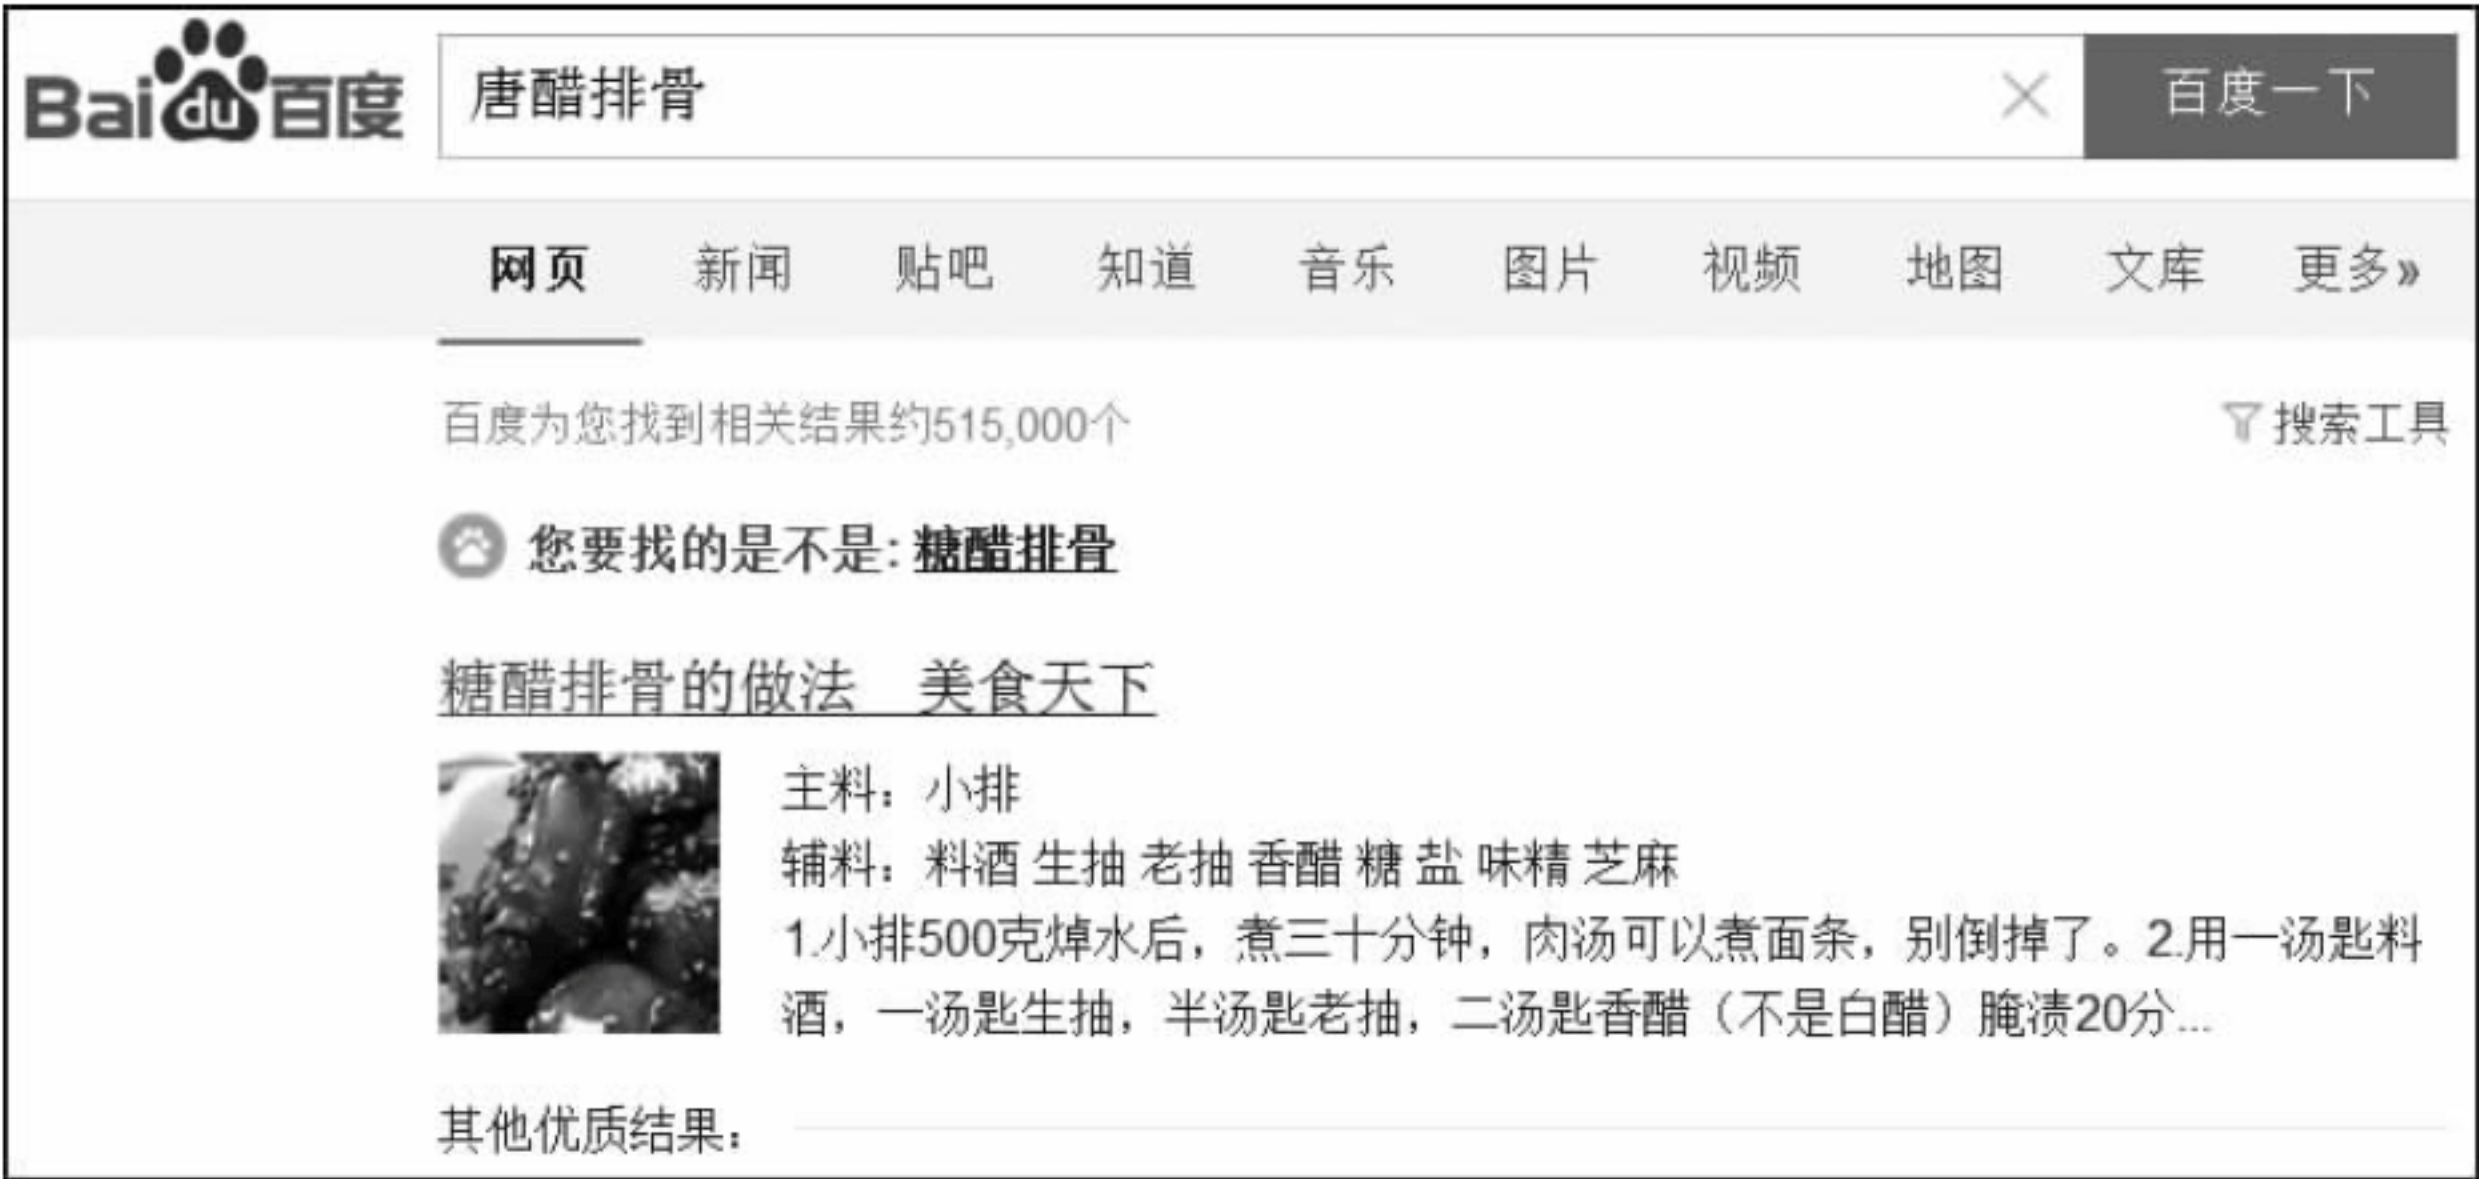 Bai du 百度 唐醋排骨 百度一下
网页 新闻 贴吧 知道 音乐 图片 视频 地图 文库 更多»
百度为您找到相关结果约515,000个 搜索工具
您要找的是不是: 糖醋排骨
糖醋排骨的做法 美食天下
主料：小排
辅料：料酒 生抽 老抽 香醋 糖 盐 味精 芝麻
1.小排500克焯水后，煮三十分钟，肉汤可以煮面条，别倒掉了。2.用一汤匙料
酒，一汤匙生抽，半汤匙老抽，二汤匙香醋（不是白醋）腌渍20分...
其他优质结果：